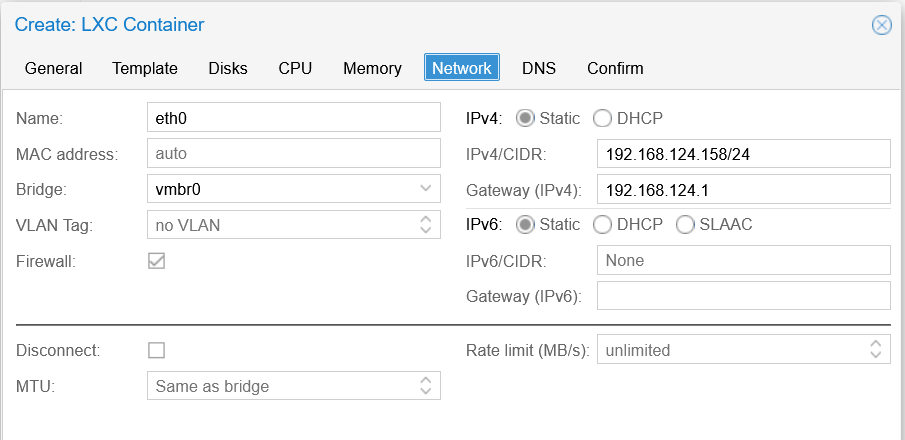 Create: LXC Container
General Template Disks CPU Memory Network DNS Confirm
Name: eth0
MAC address: auto
Bridge: vmbr0
VLAN Tag: no VLAN
Firewall:
IPv4: Static DHCP
IPv4/CIDR: 192.168.124.158/24
Gateway (IPv4): 192.168.124.1
IPv6: Static DHCP SLAAC
IPv6/CIDR: None
Gateway (IPv6):
Disconnect:
MTU: Same as bridge
Rate limit (MB/s): unlimited